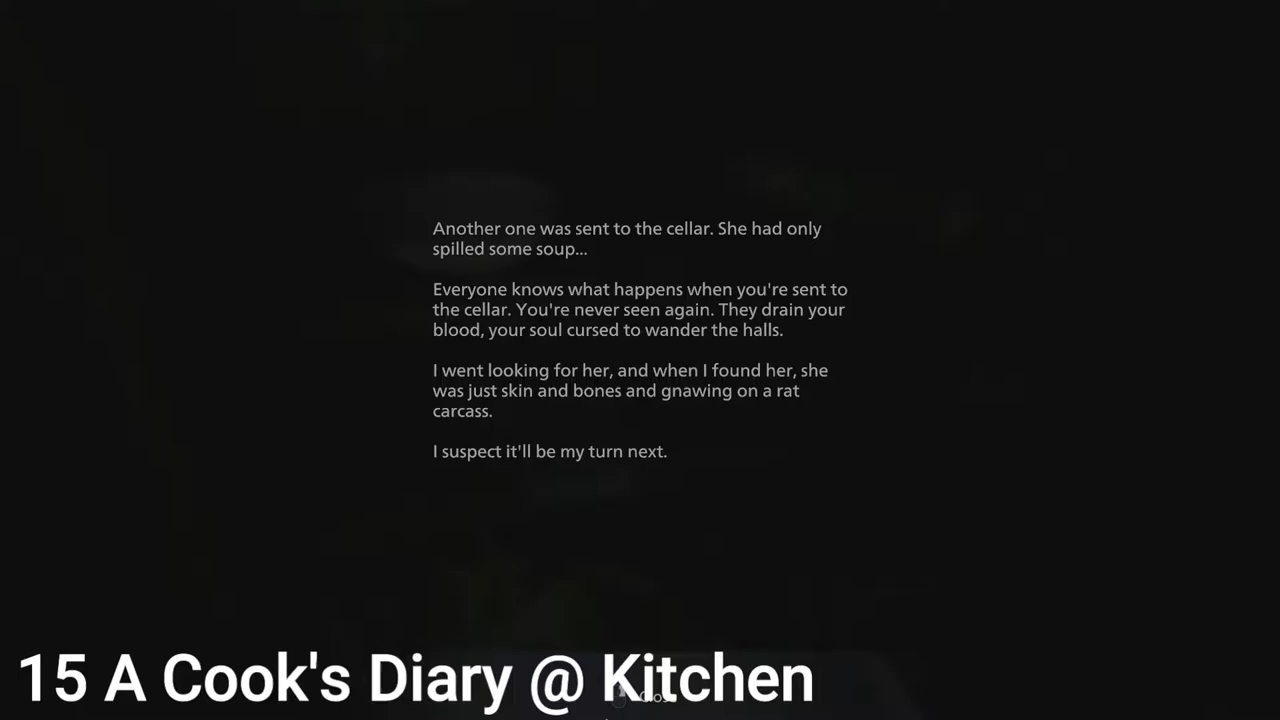 Another one was sent to the cellar. She had only
spilled some soup...
Everyone knows what happens when you're sent to
the cellar. You're never seen again. They drain your
blood, your soul cursed to wander the halls.
I went looking for her, and when I found her, she
was just skin and bones and gnawing on a rat
carcass.
I suspect it'll be my turn next.
15 A Cook's Diary @ Kitchen